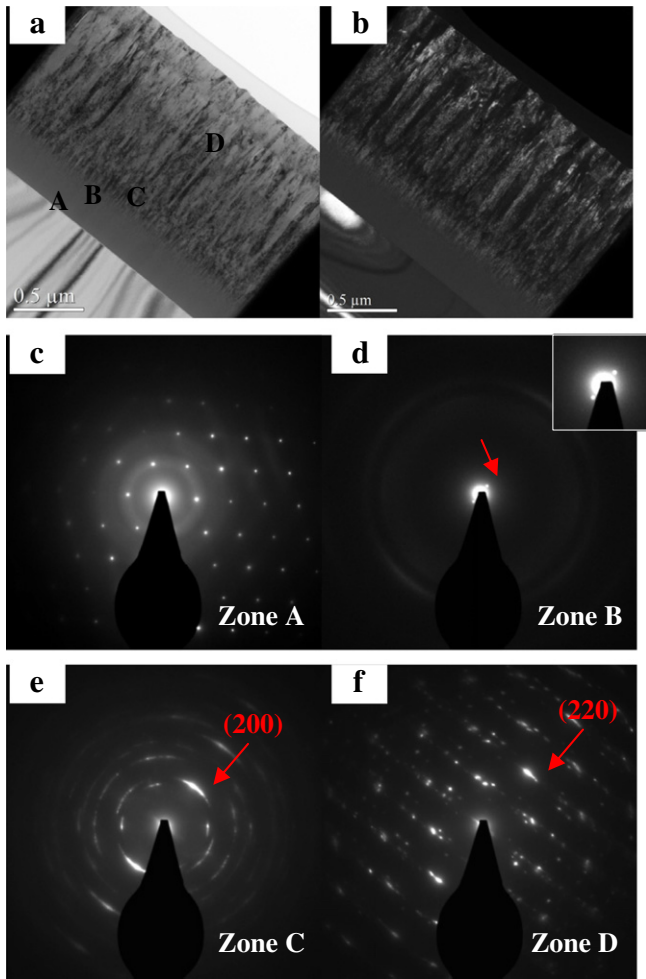 a
b
D
A B C
0.5 µm
0.5 µm
c
d
Zone A
Zone B
e
f
(200)
(220)
Zone C
Zone D